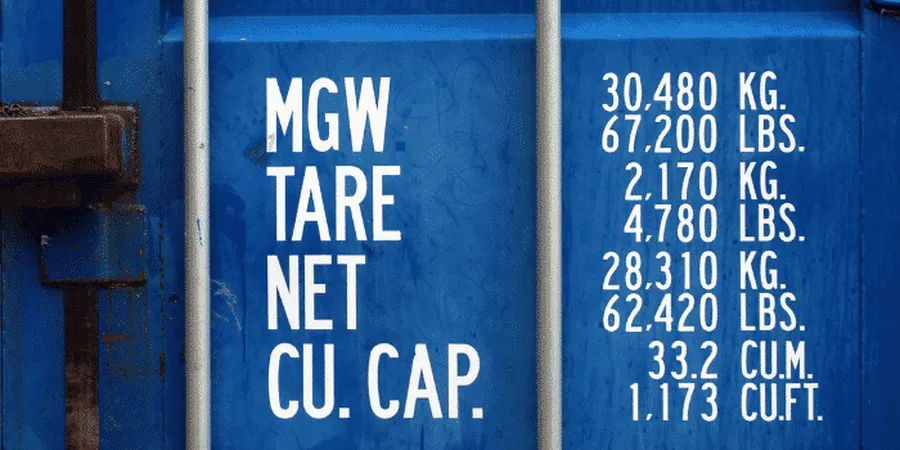 MGW 30,480 KG.
67,200 LBS.
TARE 2,170 KG.
4,780 LBS.
NET 28,310 KG.
62,420 LBS.
CU. CAP. 33.2 CU.M.
1,173 CU.FT.